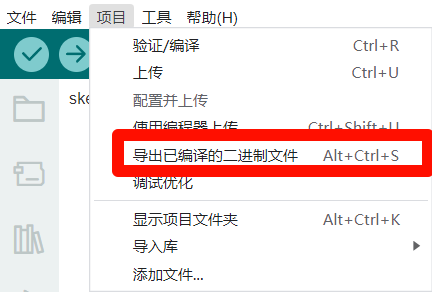 文件 编辑 项目 工具 帮助(H)
验证/编译 Ctrl+R
上传 Ctrl+U
配置并上传
ske
使用编程器上传 Ctrl+Shift+U
导出已编译的二进制文件 Alt+Ctrl+S
调试优化
显示项目文件夹 Alt+Ctrl+K
导入库
添加文件...